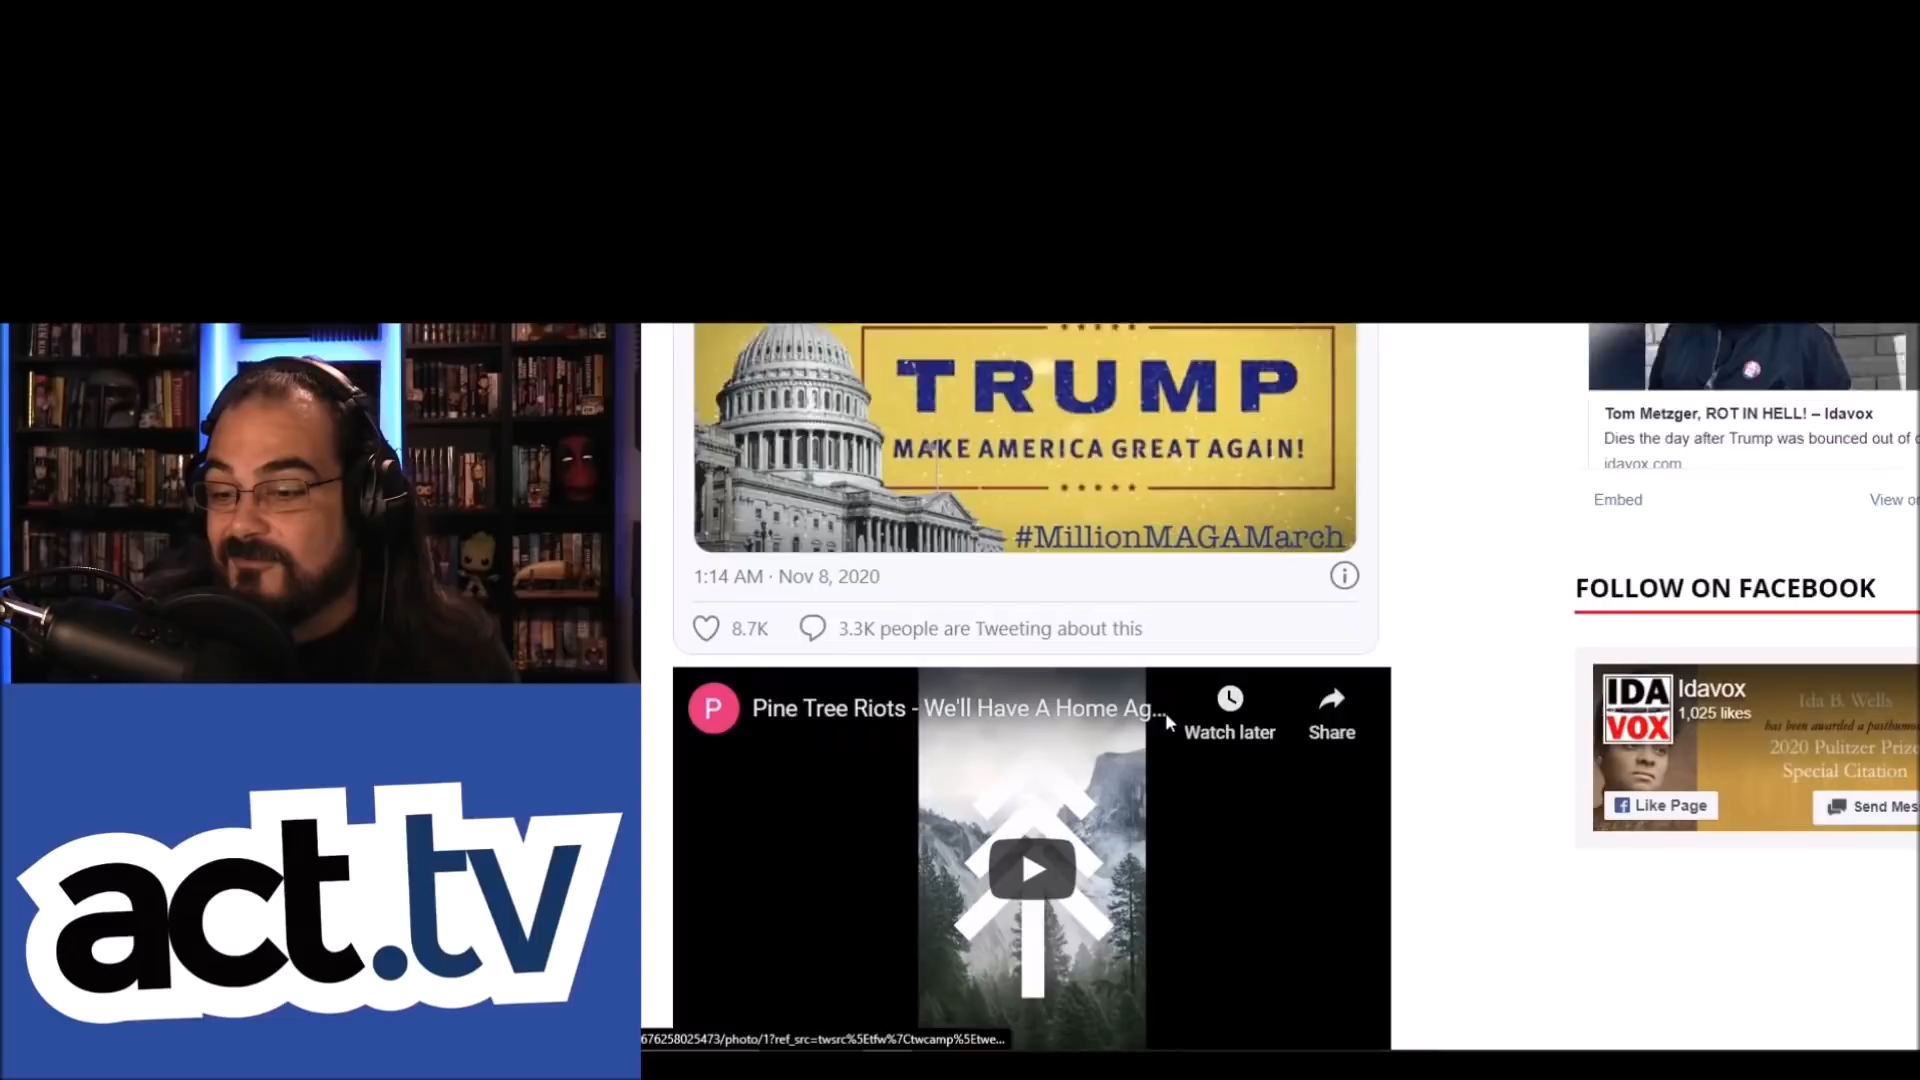 TRUMP
MAKE AMERICA GREAT AGAIN!
#MillionMAGAMarch
1:14 AM · Nov 8, 2020
8.7K
3.3K people are Tweeting about this
P
Pine Tree Riots - We'll Have A Home Ag...
Watch later
Share
676258025473/photo/1?ref_src=twsrc%5Etfw%7Ctwcamp%5Etwe...
Tom Metzger, ROT IN HELL! – Idavox
Dies the day after Trump was bounced out of
idavox.com
Embed
View
FOLLOW ON FACEBOOK
IDA
VOX
Idavox
1,025 likes
Ida B. Wells
has been awarded a
2020 Pulitzer Prize
Special Citation
Like Page
Send Mes
act.tv